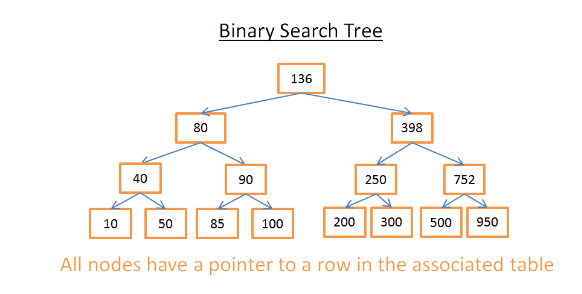 Binary Search Tree
136
80 398
40 90 250 752
10 50 85 100 200 300 500 950
All nodes have a pointer to a row in the associated table